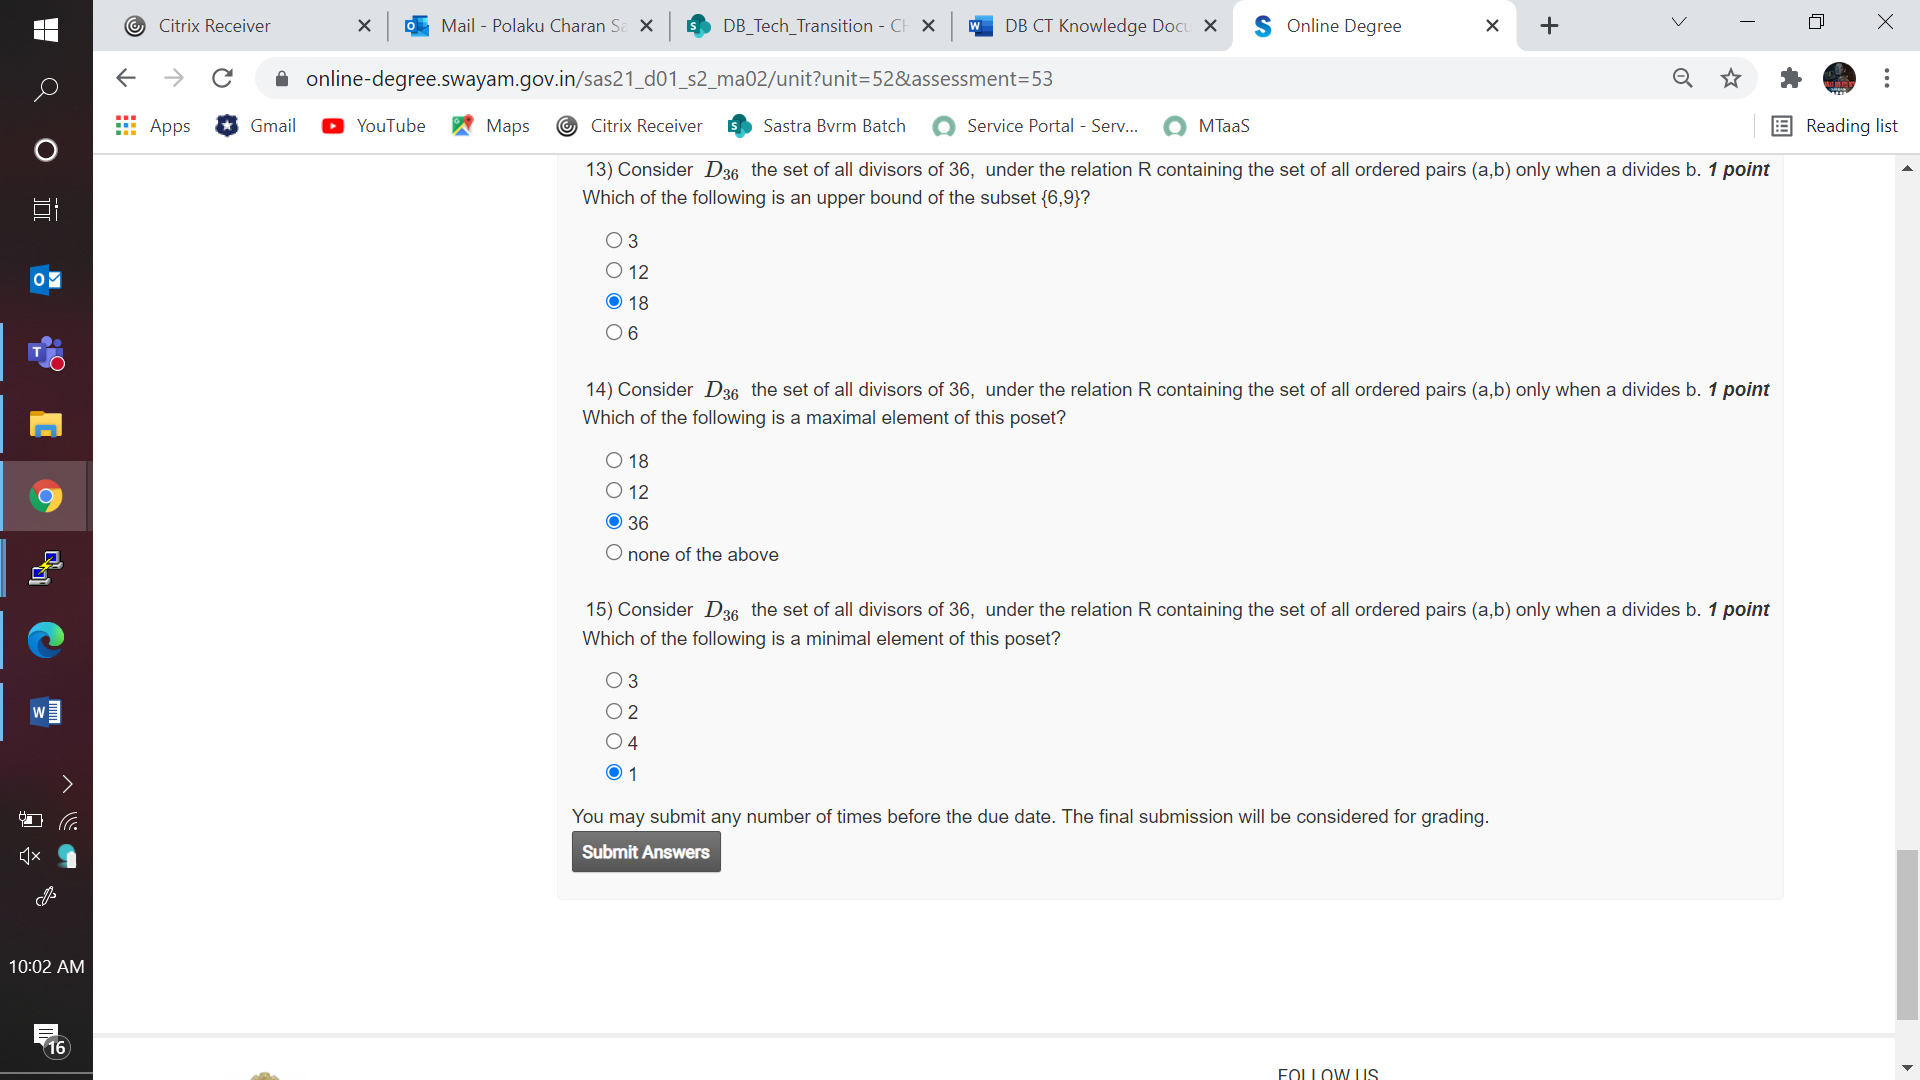 Citrix Receiver
Mail - Polaku Charan Sa
DB_Tech_Transition - CH
DB CT Knowledge Docu
Online Degree
online-degree.swayam.gov.in/sas21_d01_s2_ma02/unit?unit=52&assessment=53
Apps
Gmail
YouTube
Maps
Citrix Receiver
Sastra Bvrm Batch
Service Portal - Serv...
MTaaS
Reading list
13) Consider D36 the set of all divisors of 36, under the relation R containing the set of all ordered pairs (a,b) only when a divides b. 1 point
Which of the following is an upper bound of the subset {6,9}?
3
12
18
6
14) Consider D36 the set of all divisors of 36, under the relation R containing the set of all ordered pairs (a,b) only when a divides b. 1 point
Which of the following is a maximal element of this poset?
18
12
36
none of the above
15) Consider D36 the set of all divisors of 36, under the relation R containing the set of all ordered pairs (a,b) only when a divides b. 1 point
Which of the following is a minimal element of this poset?
3
2
4
1
You may submit any number of times before the due date. The final submission will be considered for grading.
Submit Answers
10:02 AM
16
FOLLOW US